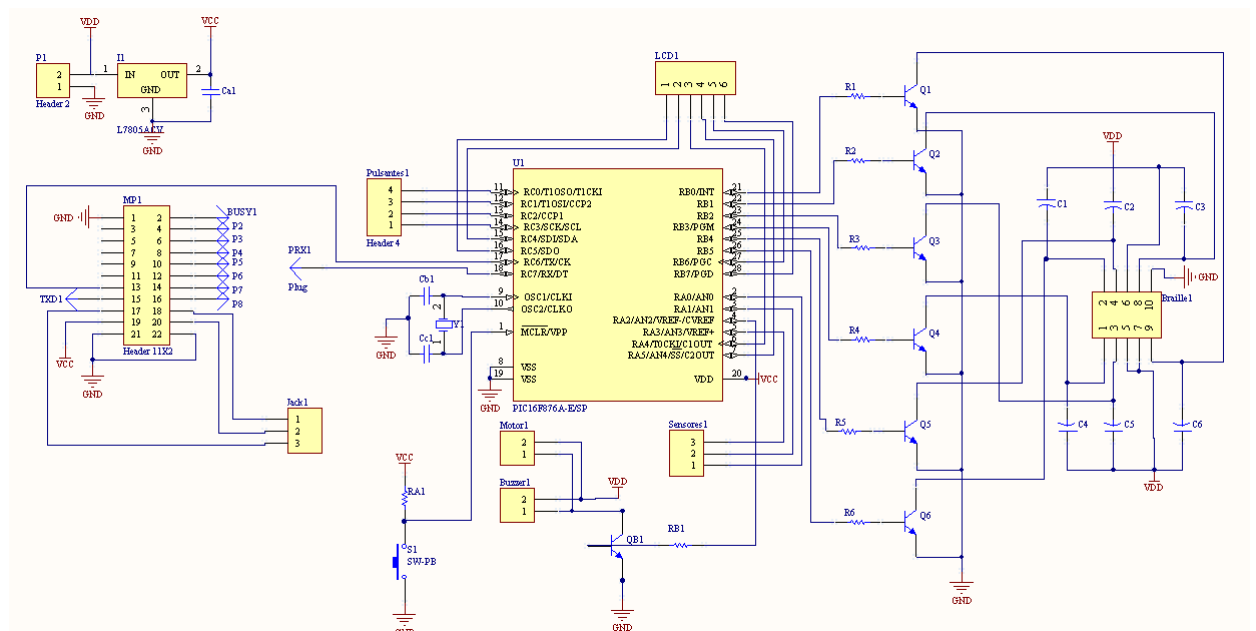 VDD
VCC
P1
2
1
Header 2
1
I1
IN OUT
GND
2
3
Ca1
L7805ACV
GND
GND
LCD1
1 2 3 4 5 6
R1
Q1
R2
Q2
R3
Q3
R4
Q4
R5
Q5
R6
Q6
GND
VDD
C1
C2
C3
GND
Braille1
2 4 6 8 10
1 3 5 7 9
C4
C5
C6
VDD
Pulsantes1
4
3
2
1
Header 4
U1
11 RC0/T1OSO/T1CKI RB0/INT 21
12 RC1/T1OSI/CCP2 RB1 22
13 RC2/CCP1 RB2 23
14 RC3/SCK/SCL RB3/PGM 24
15 RC4/SDI/SDA RB4 25
16 RC5/SDO RB5 26
17 RC6/TX/CK RB6/PGC 27
18 RC7/RX/DT RB7/PGD 28
9 OSC1/CLKI RA0/AN0 2
10 OSC2/CLKO RA1/AN1 3
RA2/AN2/VREF-/CVREF 4
1 MCLR/VPP RA3/AN3/VREF+ 5
RA4/T0CKI/C1OUT 6
RA5/AN4/SS/C2OUT 7
8 VSS
19 VSS VDD 20
VCC
GND
PIC16F876A-E/SP
MP1
GND
1 2
3 4
5 6
7 8
9 10
11 12
13 14
15 16
17 18
19 20
21 22
Header 11X2
BUSY1
P2
P3
P4
P5
P6
P7
P8
TXD1
VCC
GND
PRX1
Plug
Cb1
2
Y1
1
Cc1
GND
Jack1
1
2
3
VCC
RA1
S1
SW-PB
GND
Motor1
2
1
Buzzer1
2
1
VDD
QB1
RB1
GND
Sensores1
3
2
1